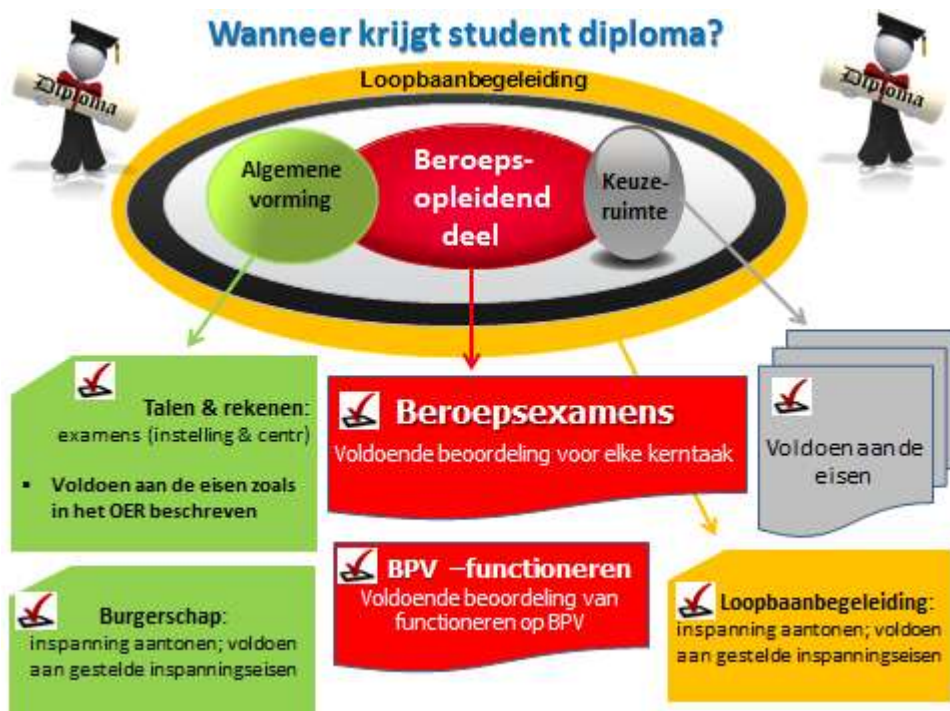 Wanneer krijgt student diploma?
Diploma
Diploma
Loopbaanbegeleiding
Algemene
vorming
Beroeps-
opleidend
deel
Keuze-
ruimte
Talen & rekenen:
examens (instelling & centr)
▪ Voldoen aan de eisen zoals
in het OER beschreven
Beroepsexamens
Voldoende beoordeling voor elke kerntaak
Voldoen aan de
eisen
Burgerschap:
inspanning aantonen; voldoen
aan gestelde inspanningseisen
BPV –functioneren
Voldoende beoordeling van
functioneren op BPV
Loopbaanbegeleiding:
inspanning aantonen; voldoen
aan gestelde inspanningseisen